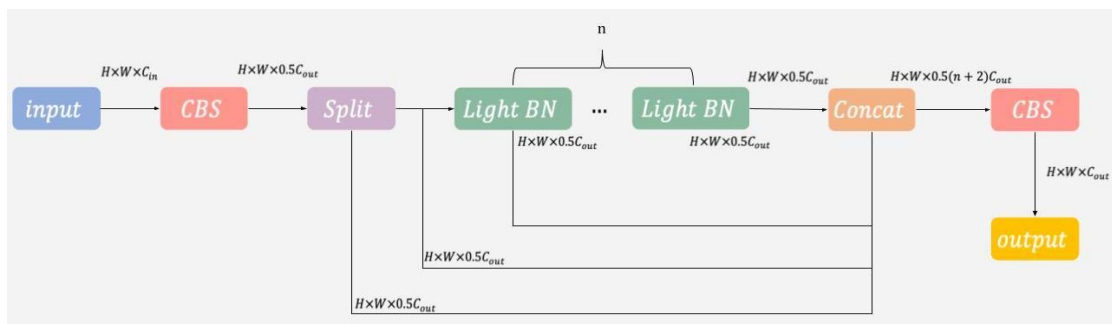 n
H×W×C_in
H×W×0.5C_out
H×W×0.5C_out
H×W×0.5(n + 2)C_out
input
CBS
Split
Light BN
...
Light BN
Concat
CBS
H×W×0.5C_out
H×W×0.5C_out
H×W×C_out
output
H×W×0.5C_out
H×W×0.5C_out